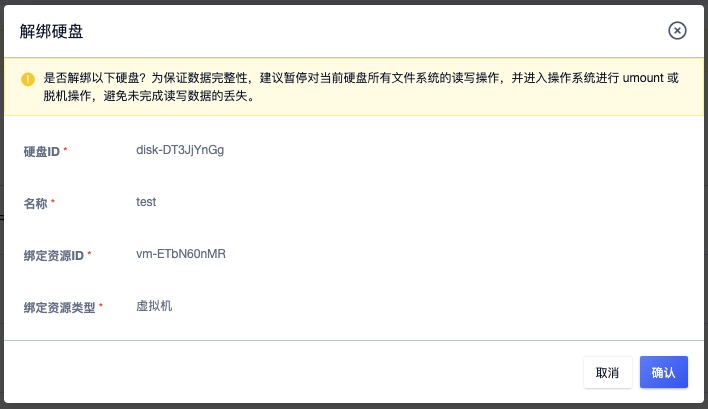 解绑硬盘
是否解绑以下硬盘？为保证数据完整性，建议暂停对当前硬盘所有文件系统的读写操作，并进入操作系统进行 umount 或
脱机操作，避免未完成读写数据的丢失。
硬盘ID * disk-DT3JjYnGg
名称 * test
绑定资源ID * vm-ETbN60nMR
绑定资源类型 * 虚拟机
取消 确认